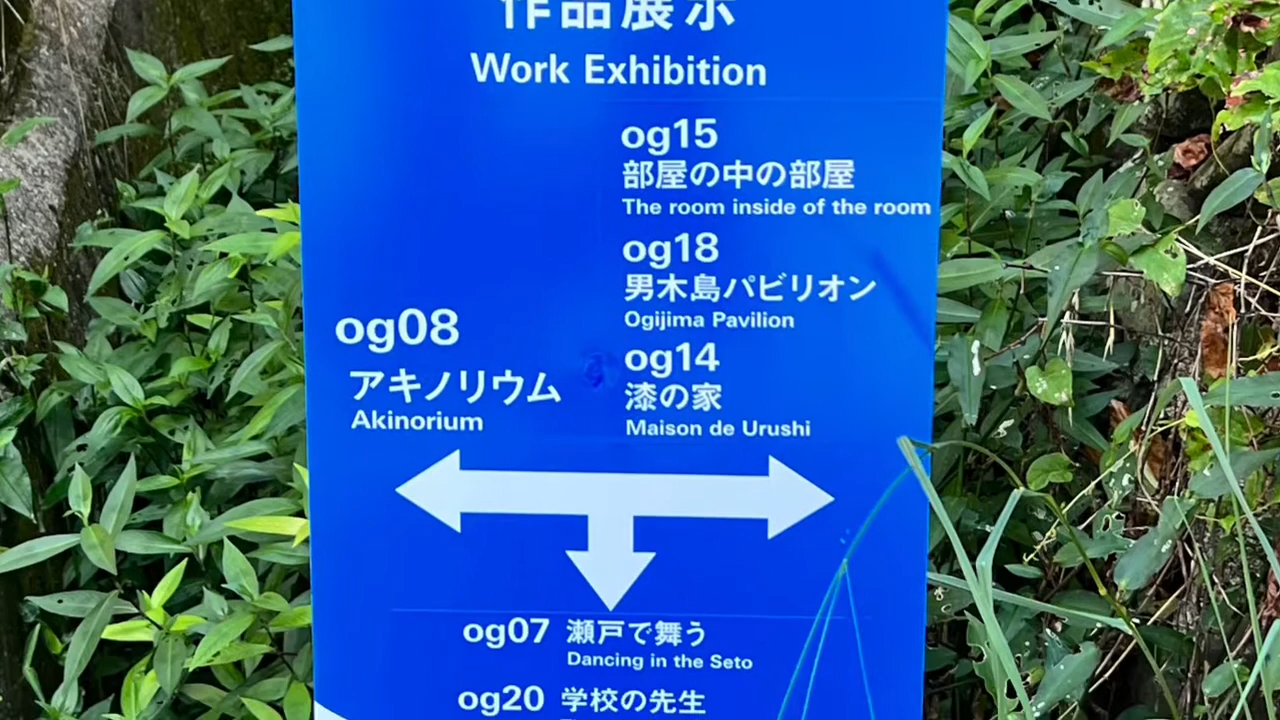 作品展示
Work Exhibition
og15
部屋の中の部屋
The room inside of the room
og18
男木島パビリオン
Ogijima Pavilion
og14
漆の家
Maison de Urushi
og08
アキノリウム
Akinorium
og07 瀬戸で舞う
Dancing in the Seto
og20 学校の先生